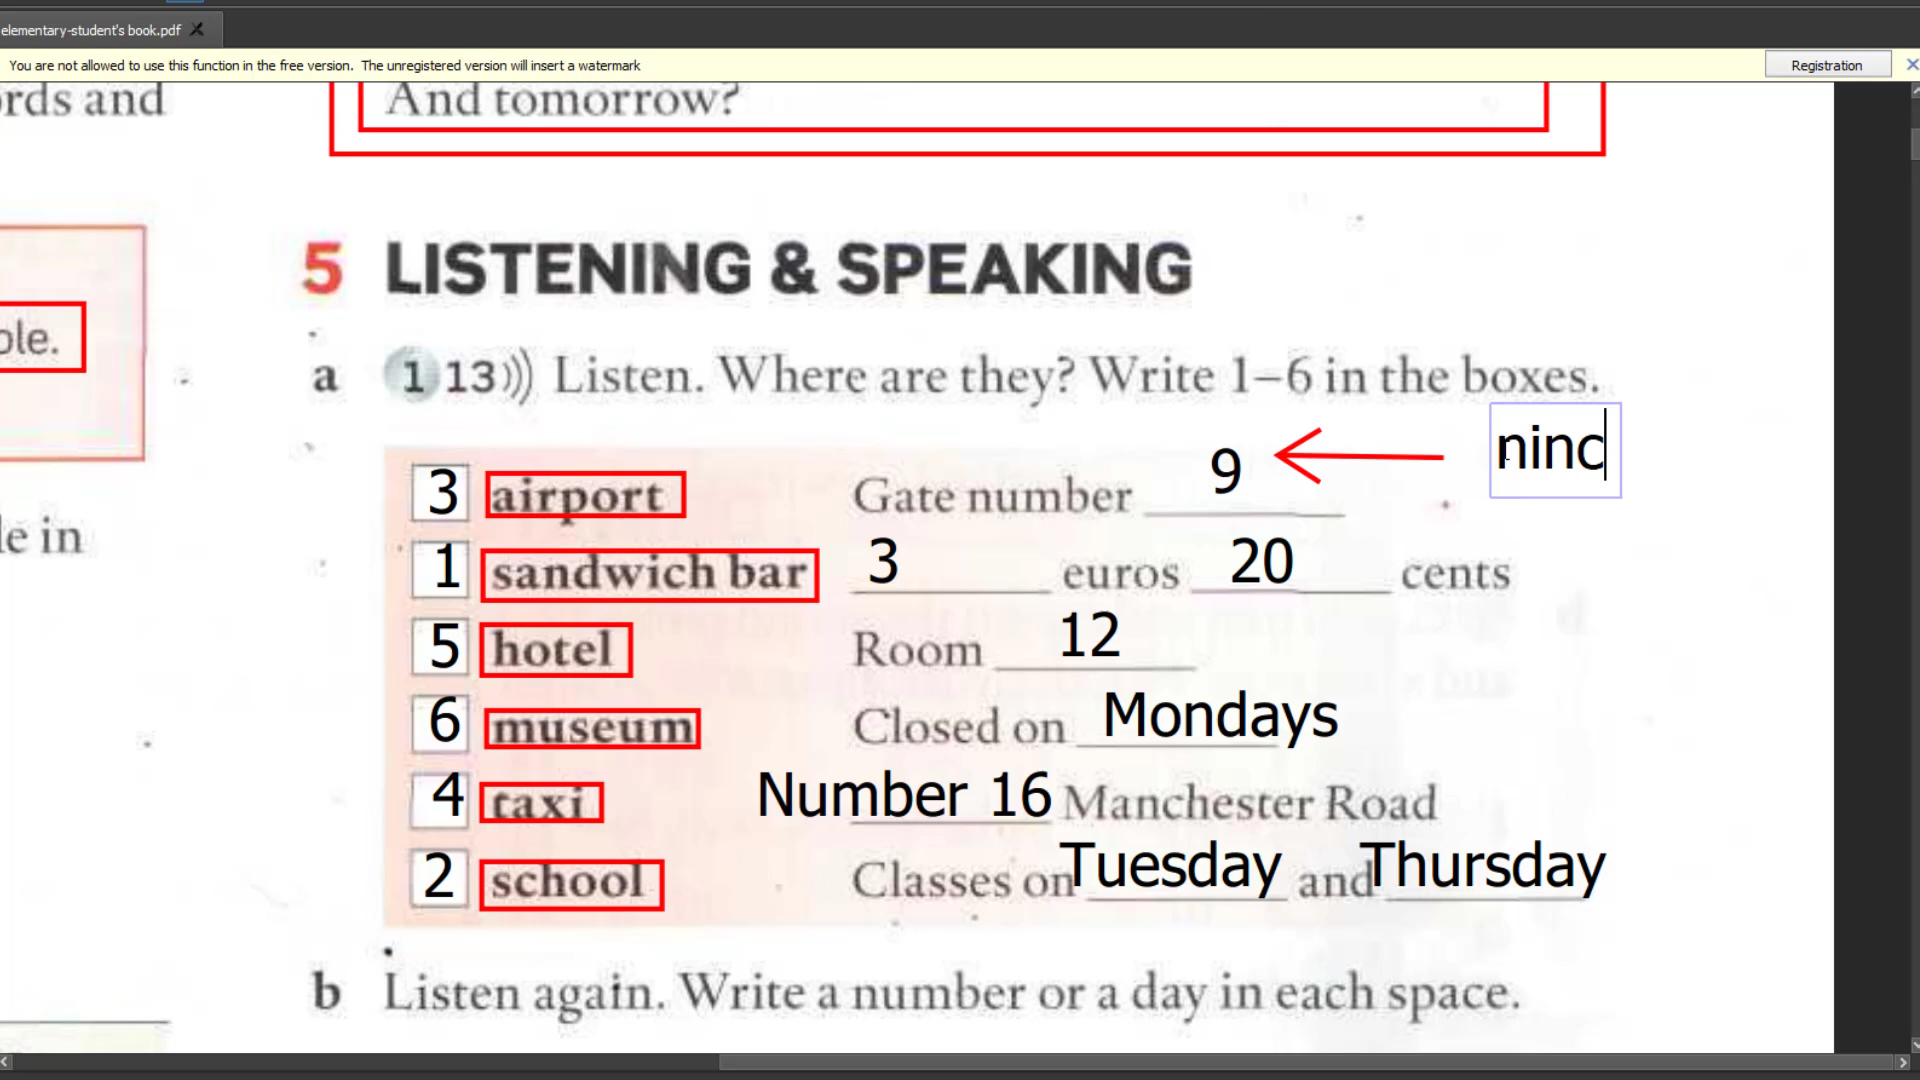 elementary-student's book.pdf
You are not allowed to use this function in the free version. The unregistered version will insert a watermark
Registration
And tomorrow?
and
5 LISTENING & SPEAKING
a 1 13 Listen. Where are they? Write 1–6 in the boxes.
ninc
3 airport Gate number 9
1 sandwich bar 3 euros 20 cents
5 hotel Room 12
in
6 museum Closed on Mondays
4 taxi Number 16 Manchester Road
2 school Classes on Tuesday and Thursday
b Listen again. Write a number or a day in each space.